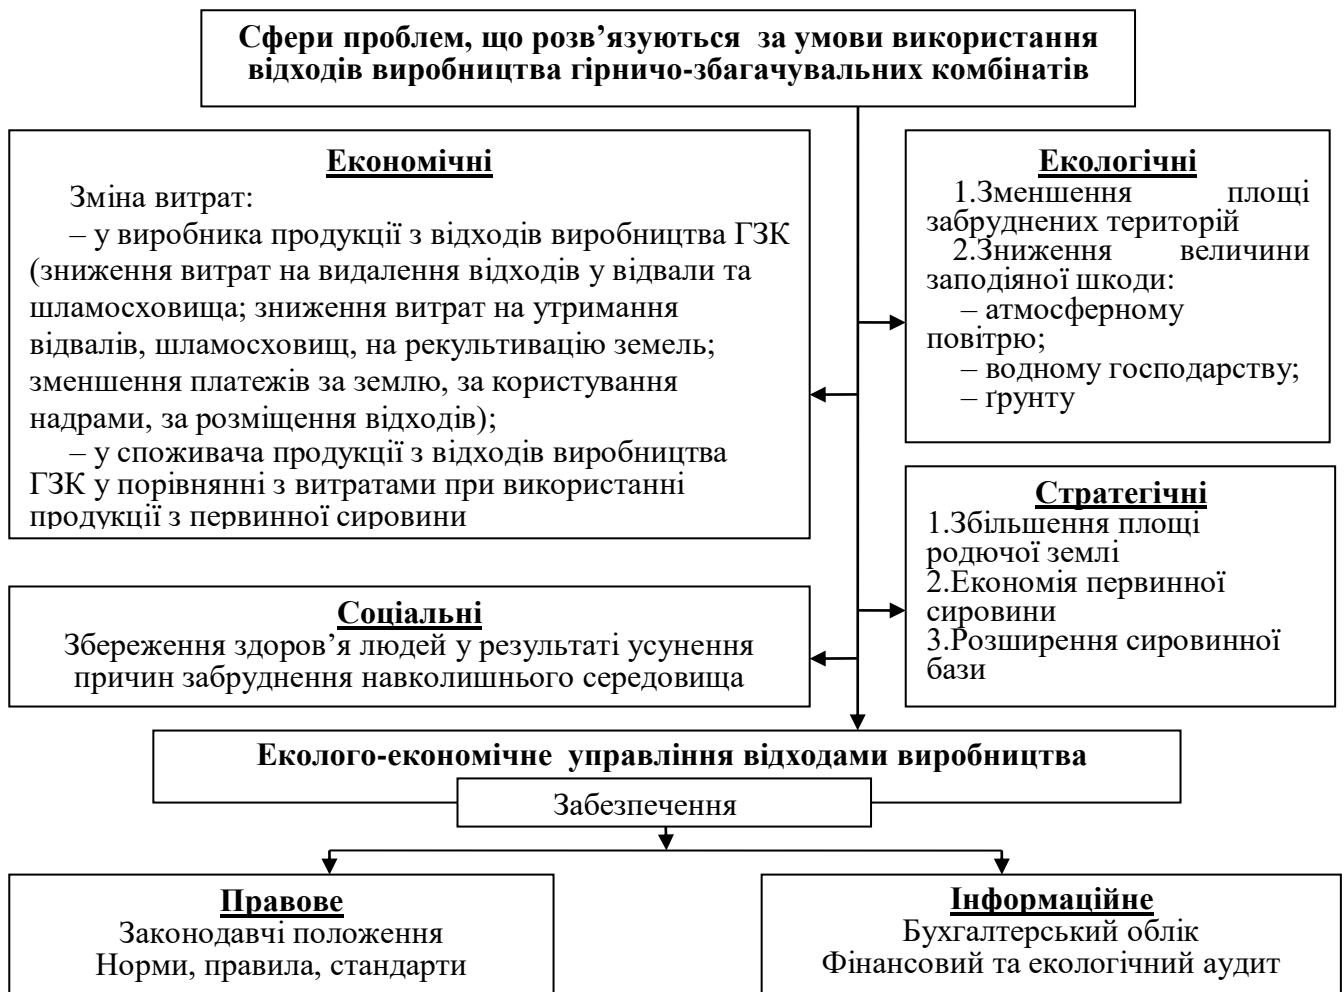 Сфери проблем, що розв’язуються за умови використання
відходів виробництва гірничо-збагачувальних комбінатів
Економічні
Зміна витрат:
– у виробника продукції з відходів виробництва ГЗК
(зниження витрат на видалення відходів у відвали та
шламосховища; зниження витрат на утримання
відвалів, шламосховищ, на рекультивацію земель;
зменшення платежів за землю, за користування
надрами, за розміщення відходів);
– у споживача продукції з відходів виробництва
ГЗК у порівнянні з витратами при використанні
продукції з первинної сировини
Екологічні
1.Зменшення площі
забруднених територій
2.Зниження величини
заподіяної шкоди:
– атмосферному
повітрю;
– водному господарству;
– ґрунту
Соціальні
Збереження здоров’я людей у результаті усунення
причин забруднення навколишнього середовища
Стратегічні
1.Збільшення площі
родючої землі
2.Економія первинної
сировини
3.Розширення сировинної
бази
Еколого-економічне управління відходами виробництва
Забезпечення
Правове
Законодавчі положення
Норми, правила, стандарти
Інформаційне
Бухгалтерський облік
Фінансовий та екологічний аудит